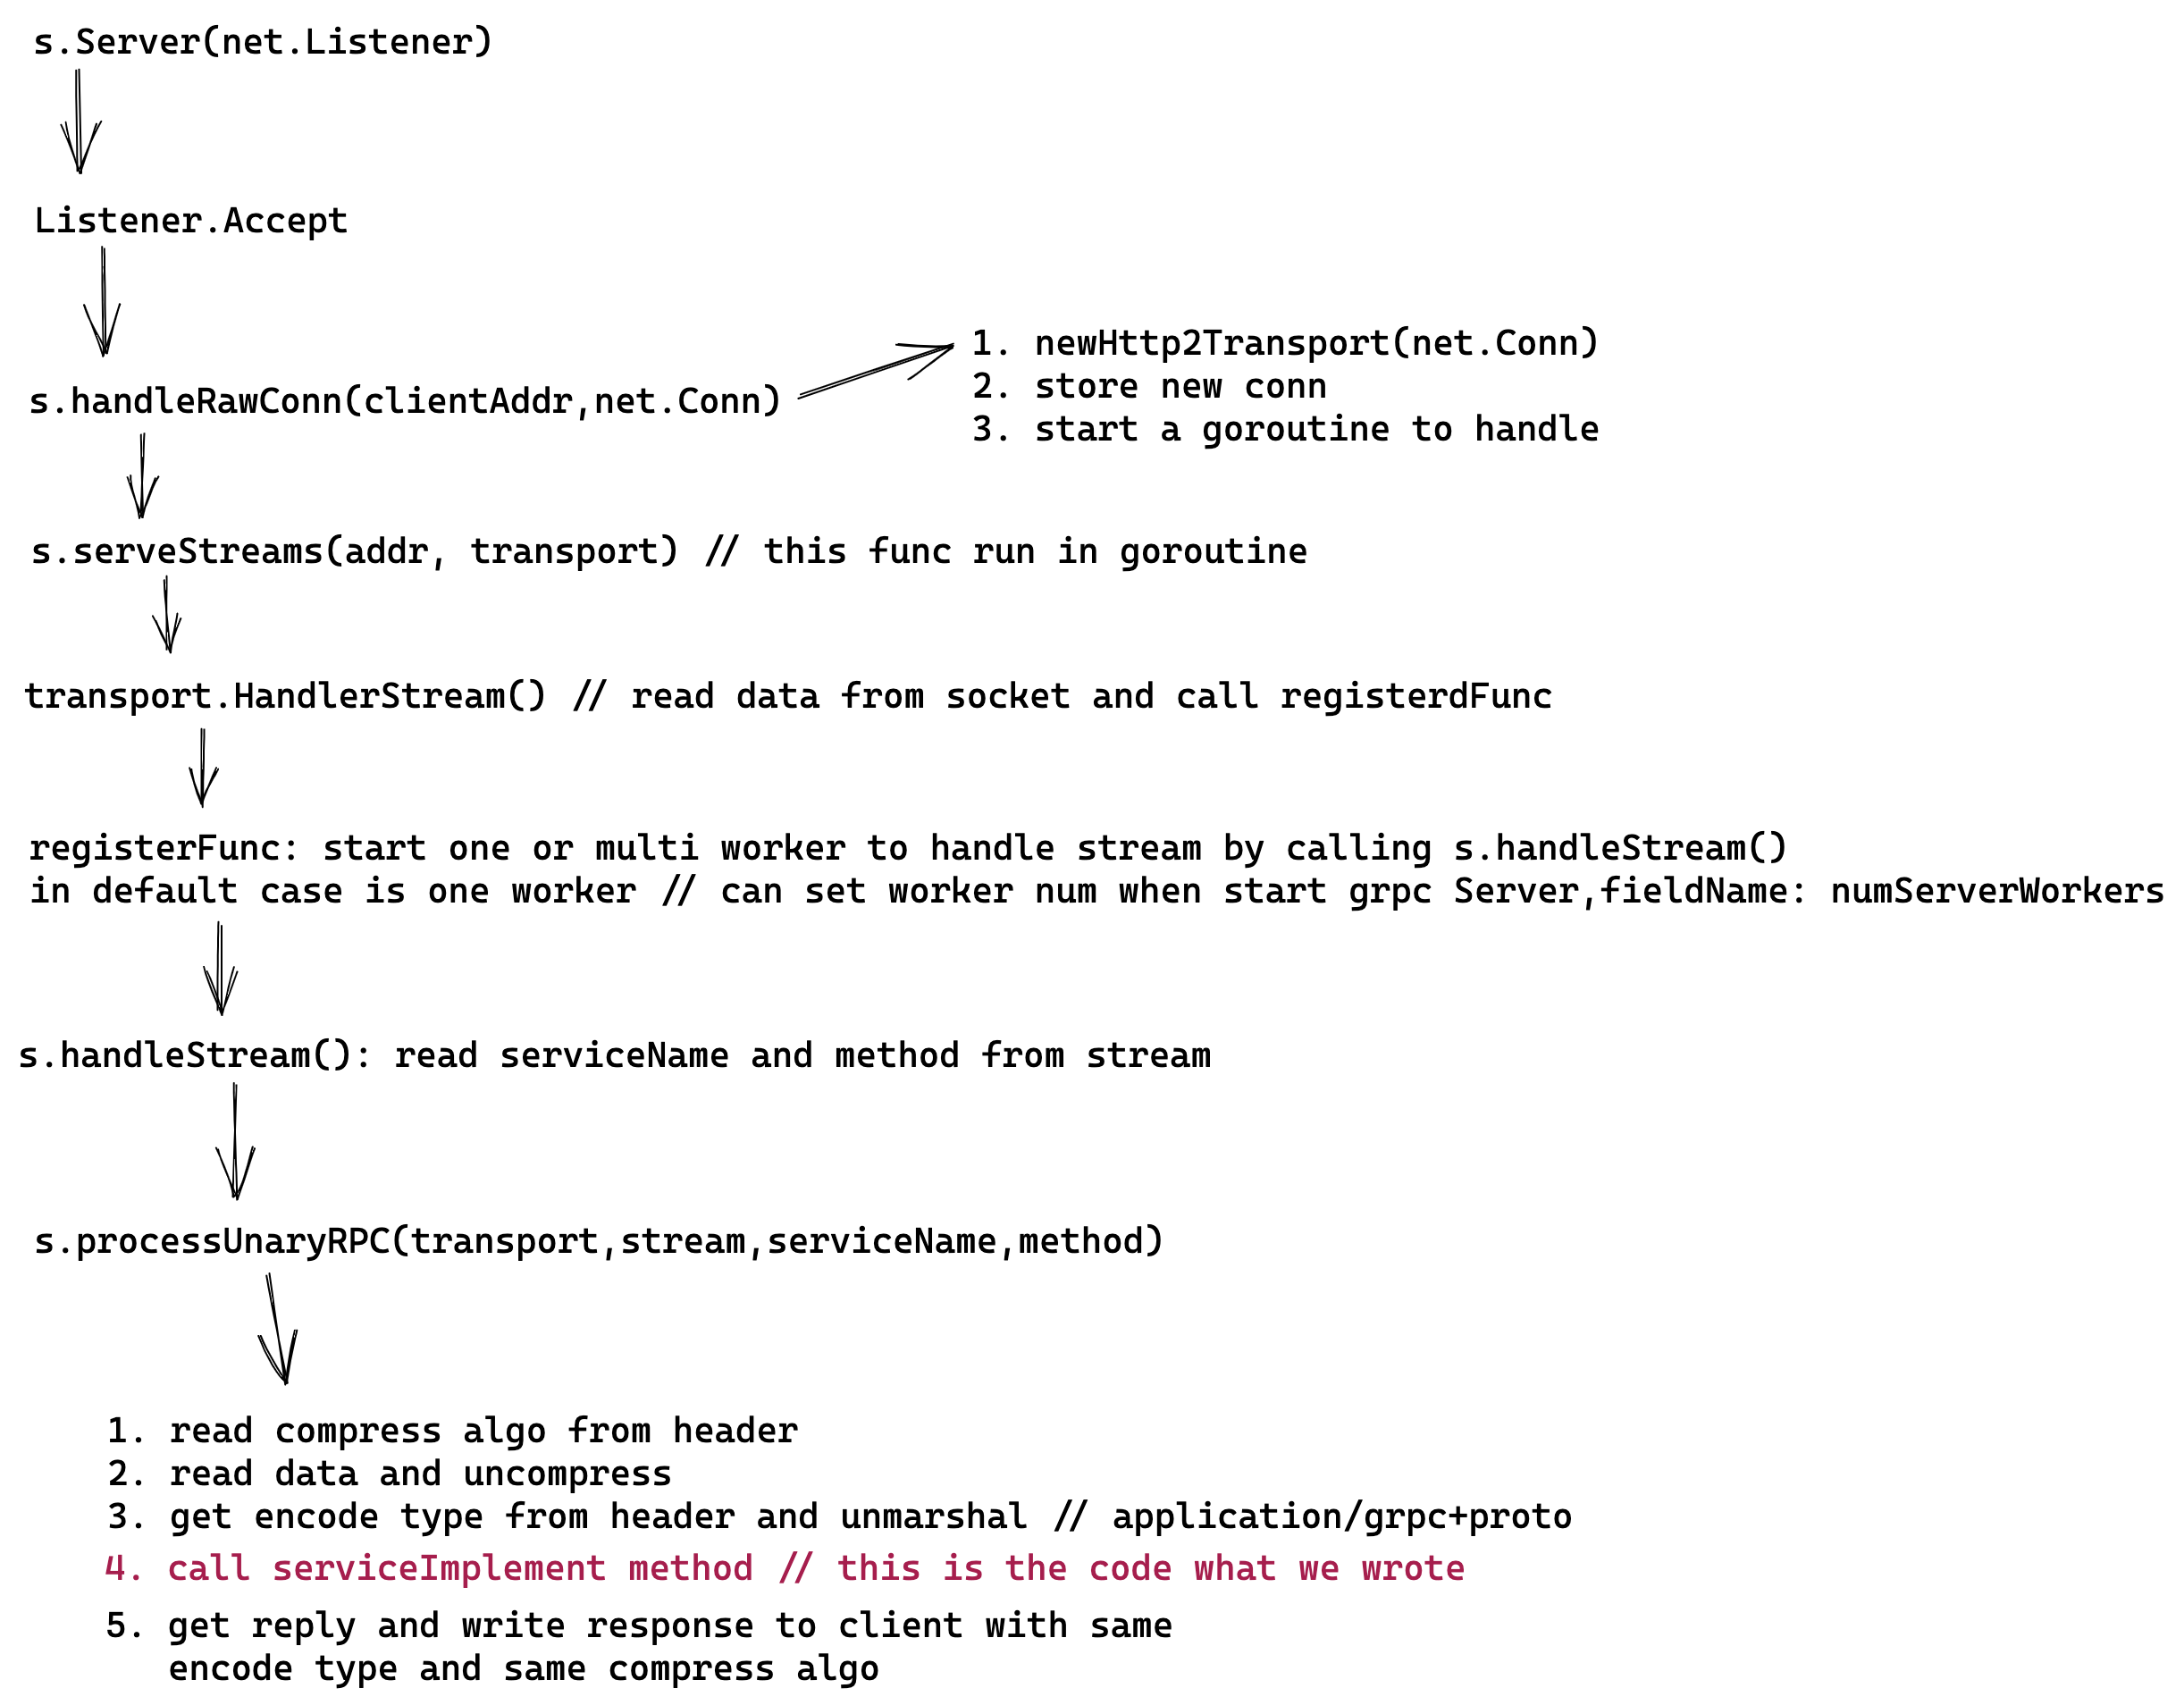 s.Server(net.Listener)
Listener.Accept
s.handleRawConn(clientAddr,net.Conn)
1. newHttp2Transport(net.Conn)
2. store new conn
3. start a goroutine to handle
s.serveStreams(addr, transport) // this func run in goroutine
transport.HandlerStream() // read data from socket and call registerdFunc
registerFunc: start one or multi worker to handle stream by calling s.handleStream()
in default case is one worker // can set worker num when start grpc Server,fieldName: numServerWorkers
s.handleStream(): read serviceName and method from stream
s.processUnaryRPC(transport,stream,serviceName,method)
1. read compress algo from header
2. read data and uncompress
3. get encode type from header and unmarshal // application/grpc+proto
4. call serviceImplement method // this is the code what we wrote
5. get reply and write response to client with same
encode type and same compress algo